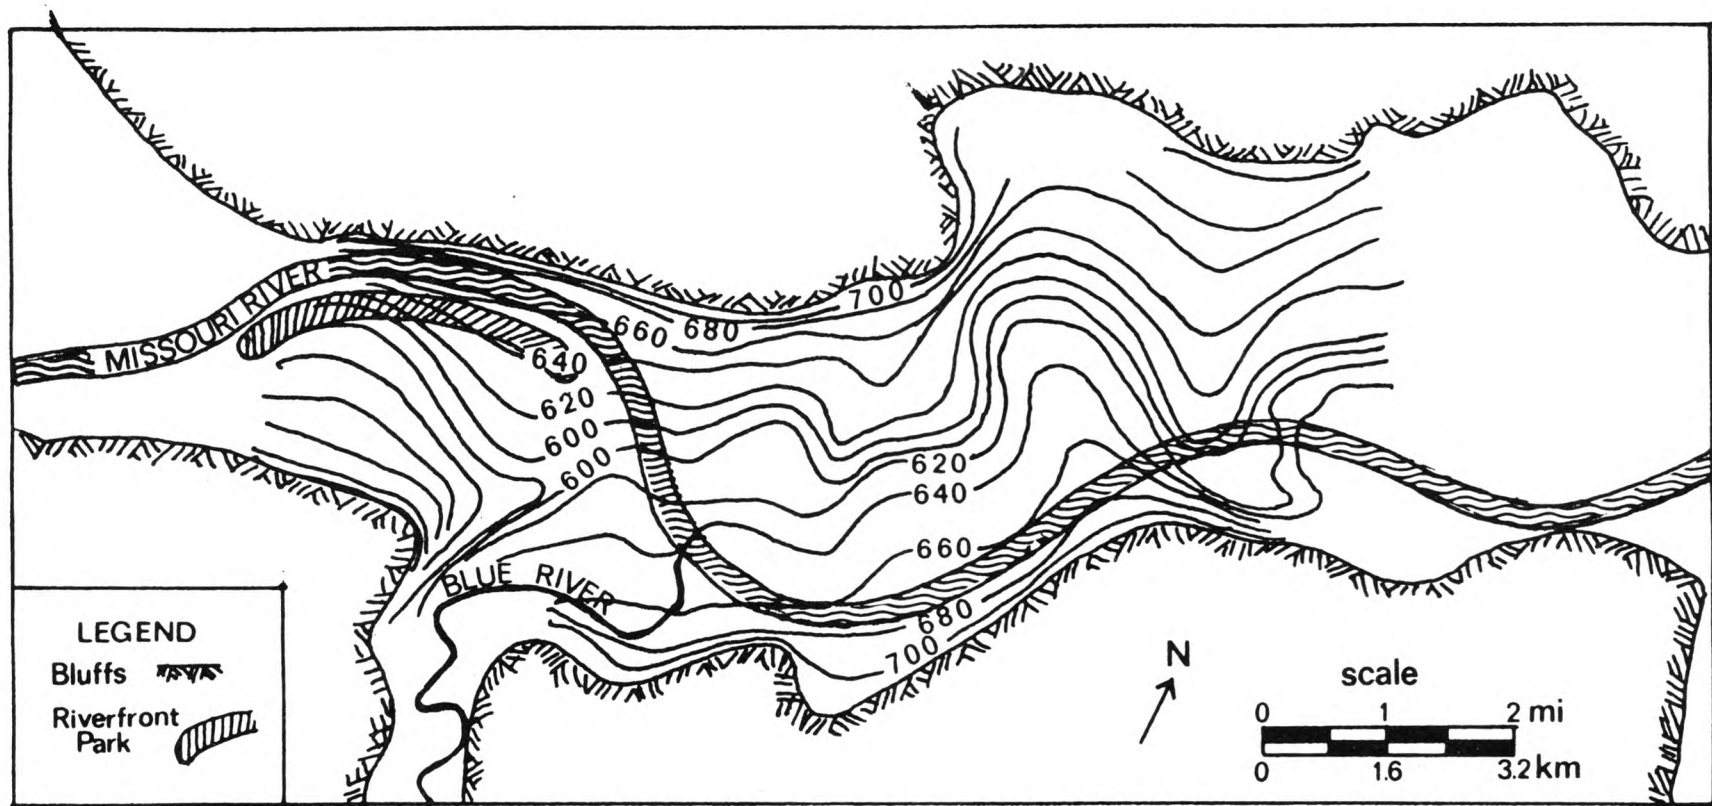 MISSOURI RIVER
700
660
680
640
620
600
600
620
640
660
680
700
BLUE RIVER
LEGEND
Bluffs
Riverfront
Park
N
scale
0 1 2 mi
0 1.6 3.2 km